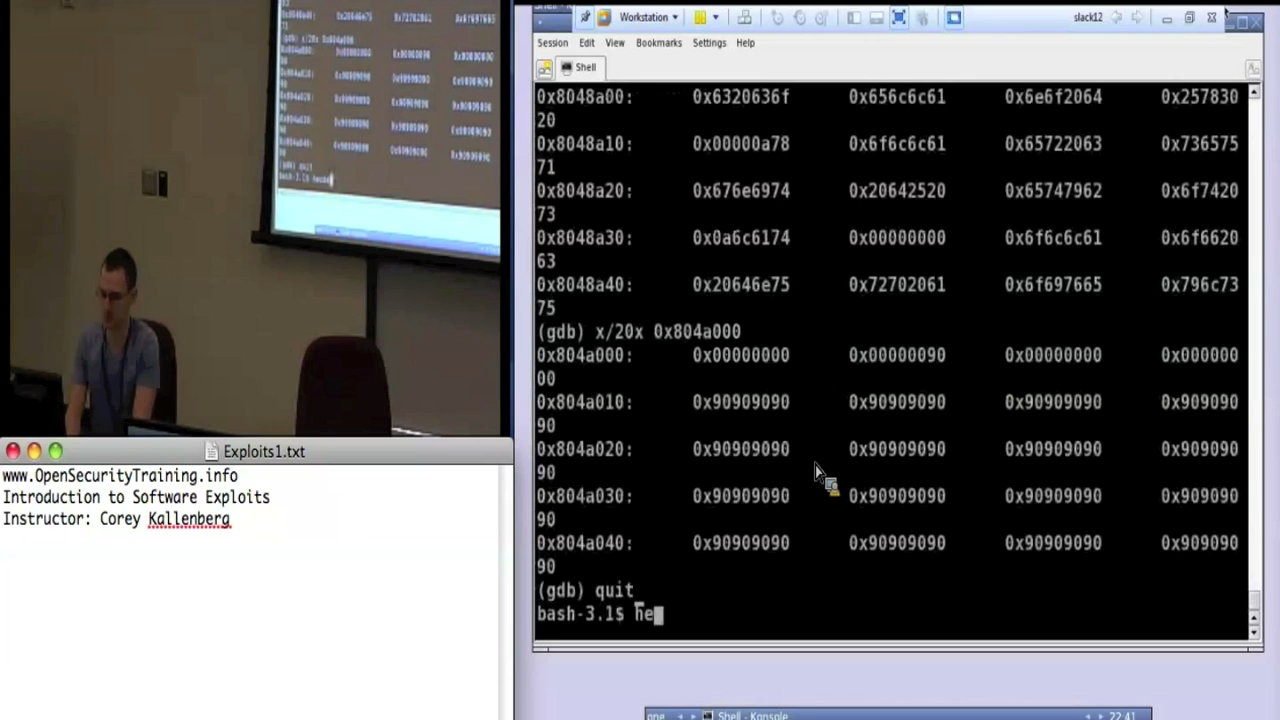 Workstation
slack12
Session Edit View Bookmarks Settings Help
Shell
0x8048a00: 0x6320636f 0x656c6c61 0x6e6f2064 0x257830
20
0x8048a10: 0x00000a78 0x6f6c6c61 0x65722063 0x736575
71
0x8048a20: 0x676e6974 0x20642520 0x65747962 0x6f7420
73
0x8048a30: 0x0a6c6174 0x00000000 0x6f6c6c61 0x6f6620
63
0x8048a40: 0x20646e75 0x72702061 0x6f697665 0x796c73
75
(gdb) x/20x 0x804a000
0x804a000: 0x00000000 0x00000090 0x00000000 0x000000
00
0x804a010: 0x90909090 0x90909090 0x90909090 0x909090
90
0x804a020: 0x90909090 0x90909090 0x90909090 0x909090
90
0x804a030: 0x90909090 0x90909090 0x90909090 0x909090
90
0x804a040: 0x90909090 0x90909090 0x90909090 0x909090
90
(gdb) quit
bash-3.1$ he
Exploits1.txt
www.OpenSecurityTraining.info
Introduction to Software Exploits
Instructor: Corey Kallenberg
Shell - Konsole
22:41